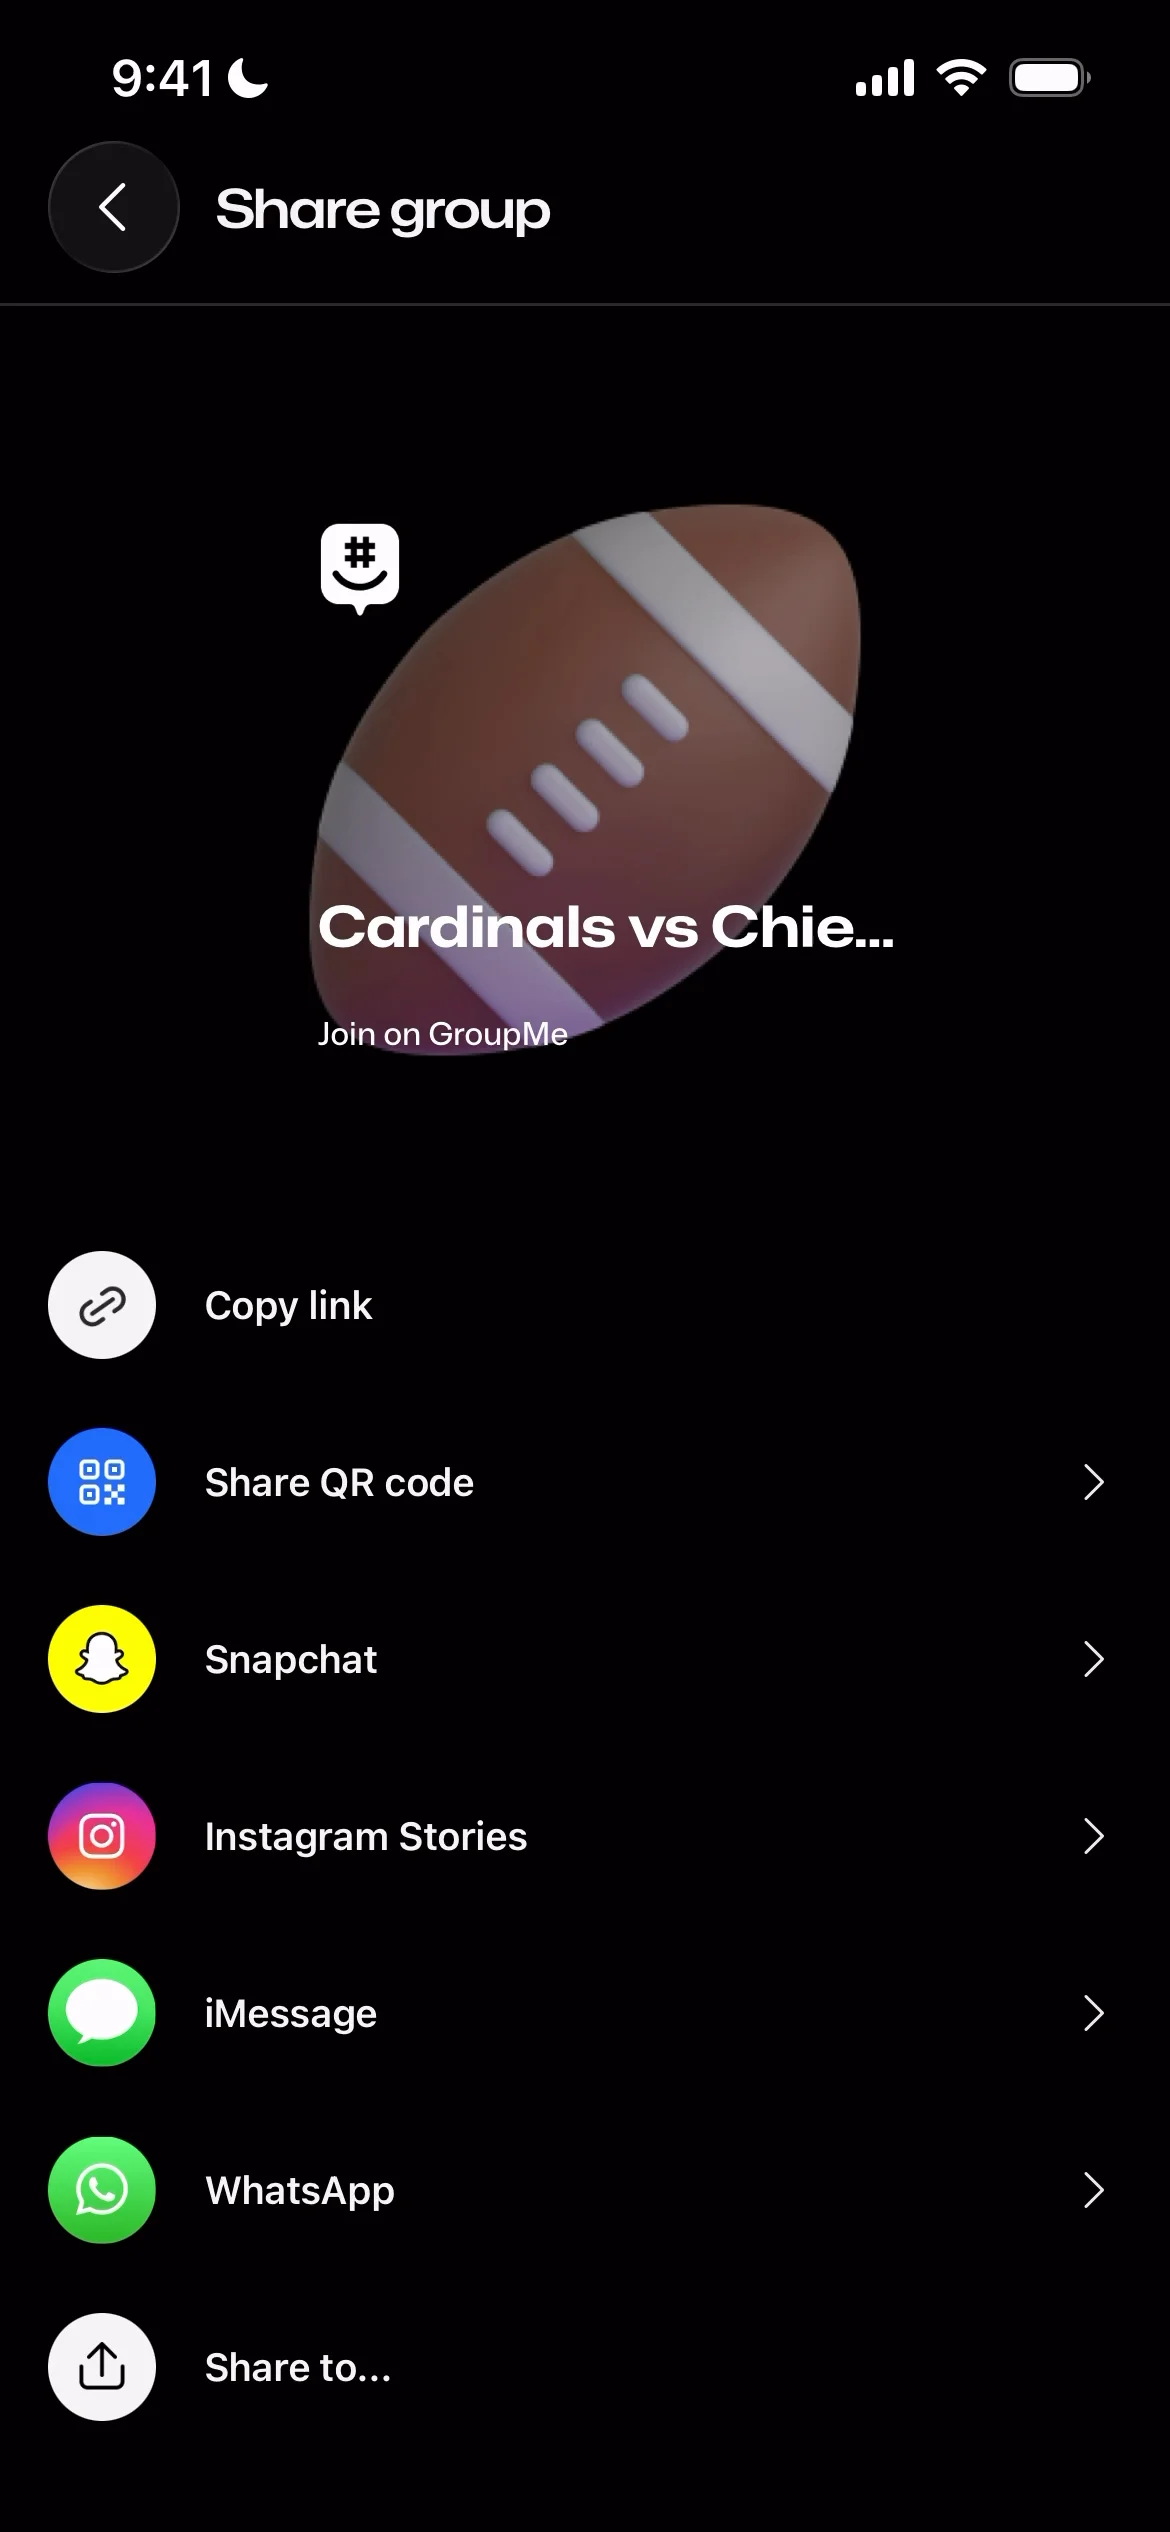 9:41
Share group
Cardinals vs Chie...
Join on GroupMe
Copy link
Share QR code
Snapchat
Instagram Stories
iMessage
WhatsApp
Share to...